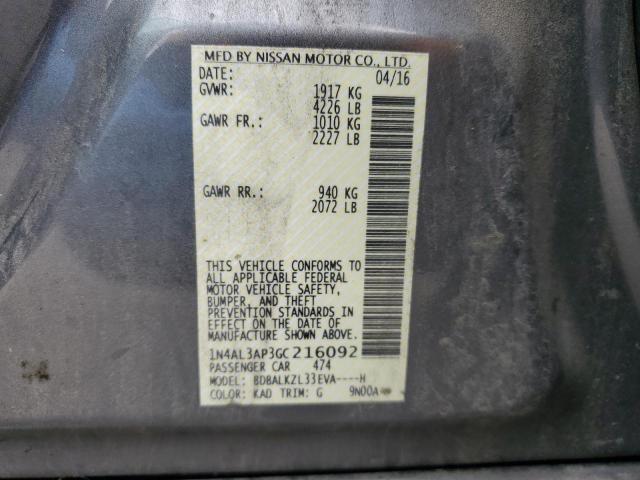 MFD BY NISSAN MOTOR CO., LTD.
DATE: 04/16
GVWR: 1917 KG
4226 LB
GAWR FR.: 1010 KG
2227 LB
GAWR RR.: 940 KG
2072 LB
THIS VEHICLE CONFORMS TO
ALL APPLICABLE FEDERAL
MOTOR VEHICLE SAFETY,
BUMPER, AND THEFT
PREVENTION STANDARDS IN
EFFECT ON THE DATE OF
MANUFACTURE SHOWN ABOVE.
1N4AL3AP3GC216092
PASSENGER CAR 474
MODEL: BDBALKZL33EVA----H
COLOR: KAD TRIM: G 9N00A